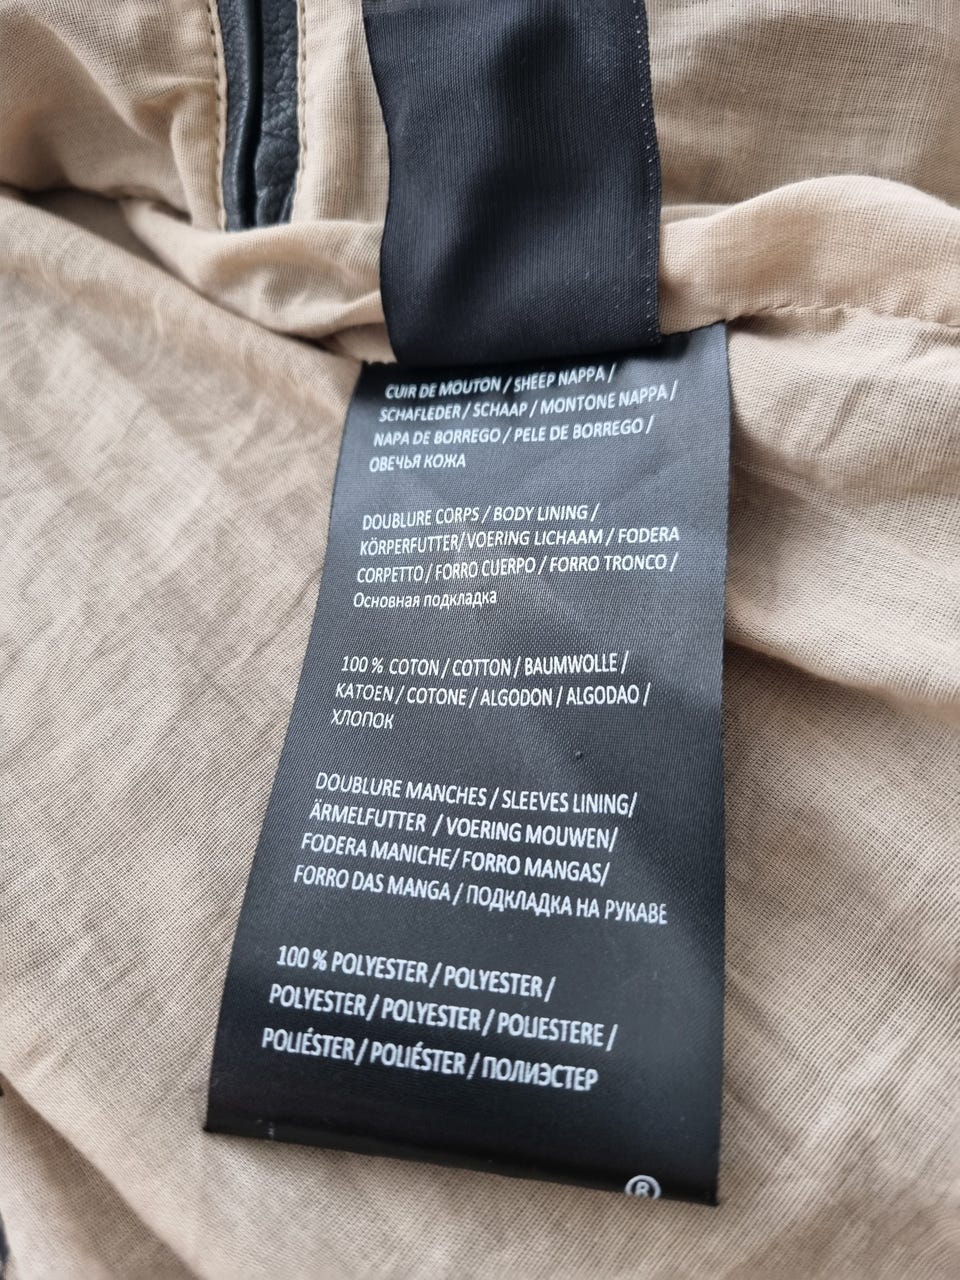 CUIR DE MOUTON / SHEEP NAPPA /
SCHAFLEDER / SCHAAP / MONTONE NAPPA /
NAPA DE BORREGO / PELE DE BORREGO /
ОВЕЧЬЯ КОЖА
DOUBLURE CORPS / BODY LINING /
KÖRPERFUTTER/ VOERING LICHAAM / FODERA
CORPETTO / FORRO CUERPO / FORRO TRONCO /
Основная подкладка
100 % COTON / COTTON / BAUMWOLLE /
KATOEN / COTONE / ALGODON / ALGODAO /
ХЛОПОК
DOUBLURE MANCHES / SLEEVES LINING/
ÄRMELFUTTER / VOERING MOUWEN/
FODERA MANICHE/ FORRO MANGAS/
FORRO DAS MANGA / ПОДКЛАДКА НА РУКАВЕ
100 % POLYESTER / POLYESTER /
POLYESTER / POLYESTER / POLIESTERE /
POLIÉSTER / POLIÉSTER / ПОЛИЭСТЕР
®